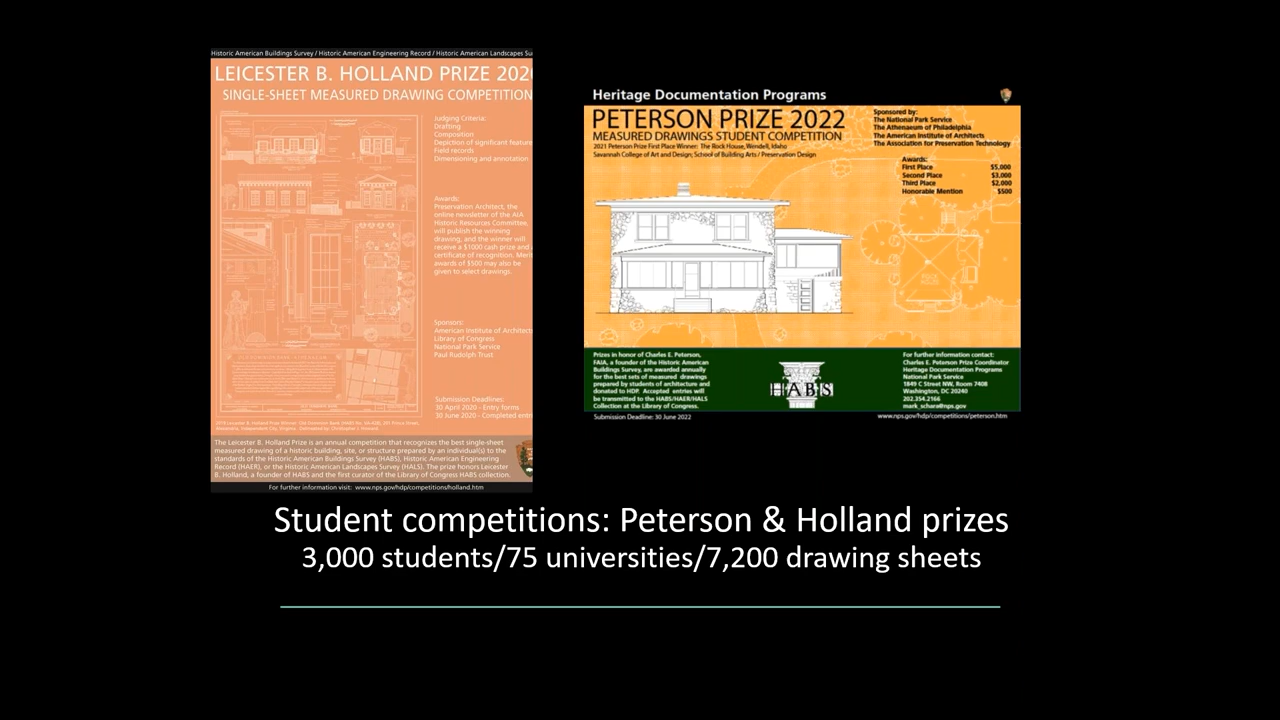 Historic American Buildings Survey / Historic American Engineering Record / Historic American Landscapes Su
LEICESTER B. HOLLAND PRIZE 202
SINGLE-SHEET MEASURED DRAWING COMPETITION
Judging Criteria:
Drafting
Composition
Depiction of significant feature
Field records
Dimensioning and annotation
Awards:
Preservation Architect, the
online newsletter of the AIA
Historic Resources Committee,
will publish the winning
drawing, and the winner will
receive a $1000 cash prize and
certificate of recognition. Merit
awards of $500 may also be
given to select drawings.
Sponsors:
American Institute of Architects
Library of Congress
National Park Service
Paul Rudolph Trust
Submission Deadlines:
30 April 2020 - Entry forms
30 June 2020 - Completed entri
The Leicester B. Holland Prize is an annual competition that recognizes the best single-sheet
measured drawing of a historic building, site, or structure prepared by an individual(s) to the
standards of the Historic American Buildings Survey (HABS), Historic American Engineering
Record (HAER), or the Historic American Landscapes Survey (HALS). The prize honors Leicester
B. Holland, a founder of HABS and the first curator of the Library of Congress HABS collection.
For further information visit: www.nps.gov/hdp/competitions/holland.htm
Heritage Documentation Programs
PETERSON PRIZE 2022
MEASURED DRAWINGS STUDENT COMPETITION
2021 Peterson Prize First Place Winner: The Rock House, Wendell, Idaho
Savannah College of Art and Design; School of Building Arts / Preservation Design
Sponsored by:
The National Park Service
The Athenaeum of Philadelphia
The American Institute of Architects
The Association for Preservation Technology
Awards:
First Place $5,000
Second Place $3,000
Third Place $2,000
Honorable Mention $500
Prizes in honor of Charles E. Peterson,
FAIA, a founder of the Historic American
Buildings Survey, are awarded annually
for the best sets of measured drawings
prepared by students of architecture and
donated to HDP. Accepted entries will
be transmitted to the HABS/HAER/HALS
Collection at the Library of Congress.
HABS
For further information contact:
Charles E. Peterson Prize Coordinator
Heritage Documentation Programs
National Park Service
1849 C Street NW, Room 7408
Washington, DC 20240
202.354.2166
mark_schara@nps.gov
Submission Deadline: 30 June 2022
www.nps.gov/hdp/competitions/peterson.htm
Student competitions: Peterson & Holland prizes
3,000 students/75 universities/7,200 drawing sheets